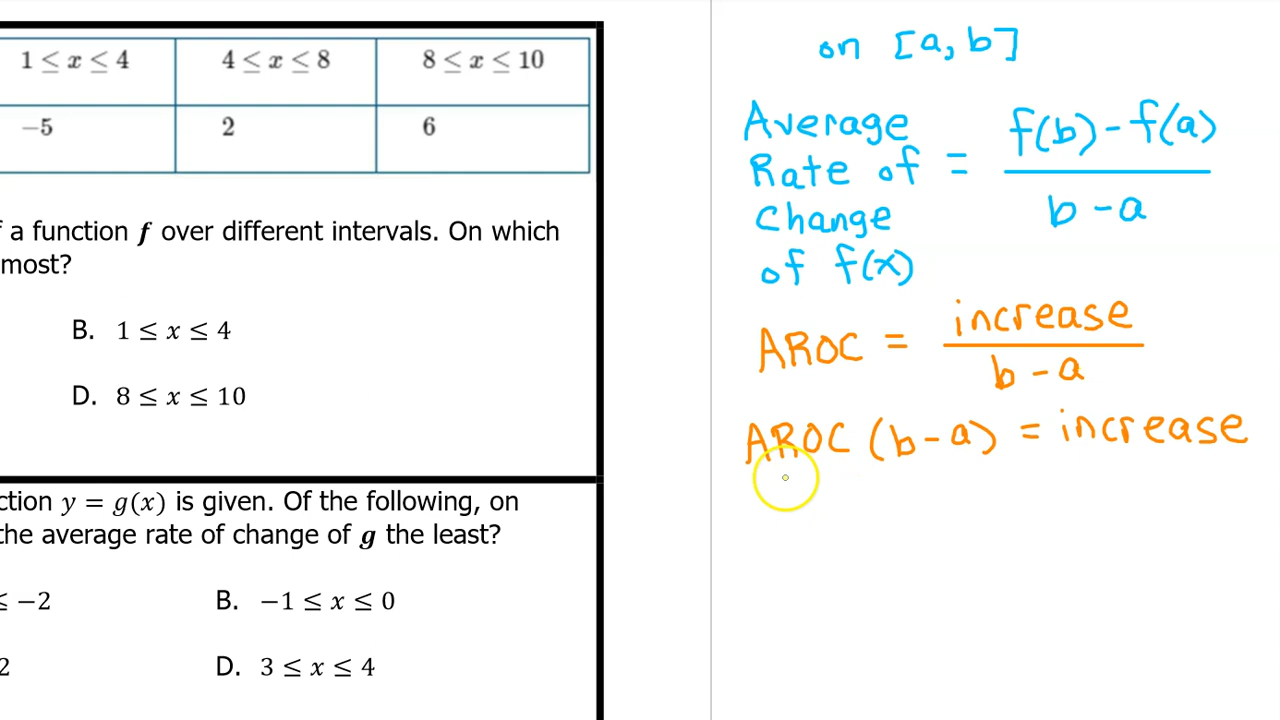 1 ≤ x ≤ 4 4 ≤ x ≤ 8 8 ≤ x ≤ 10
−5 2 6
a function f over different intervals. On which
most?
B. 1 ≤ x ≤ 4
D. 8 ≤ x ≤ 10
ction y = g(x) is given. Of the following, on
the average rate of change of g the least?
≤ −2 B. −1 ≤ x ≤ 0
2 D. 3 ≤ x ≤ 4
on [a, b]
Average
Rate of
Change
of f(x)
= f(b) − f(a)
b − a
AROC = increase
b − a
AROC (b − a) = increase